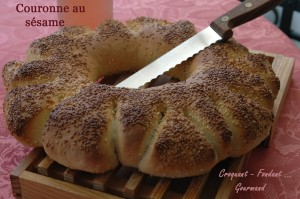 Couronne au
sésame
Croquant - Fondant ...
Gourmand